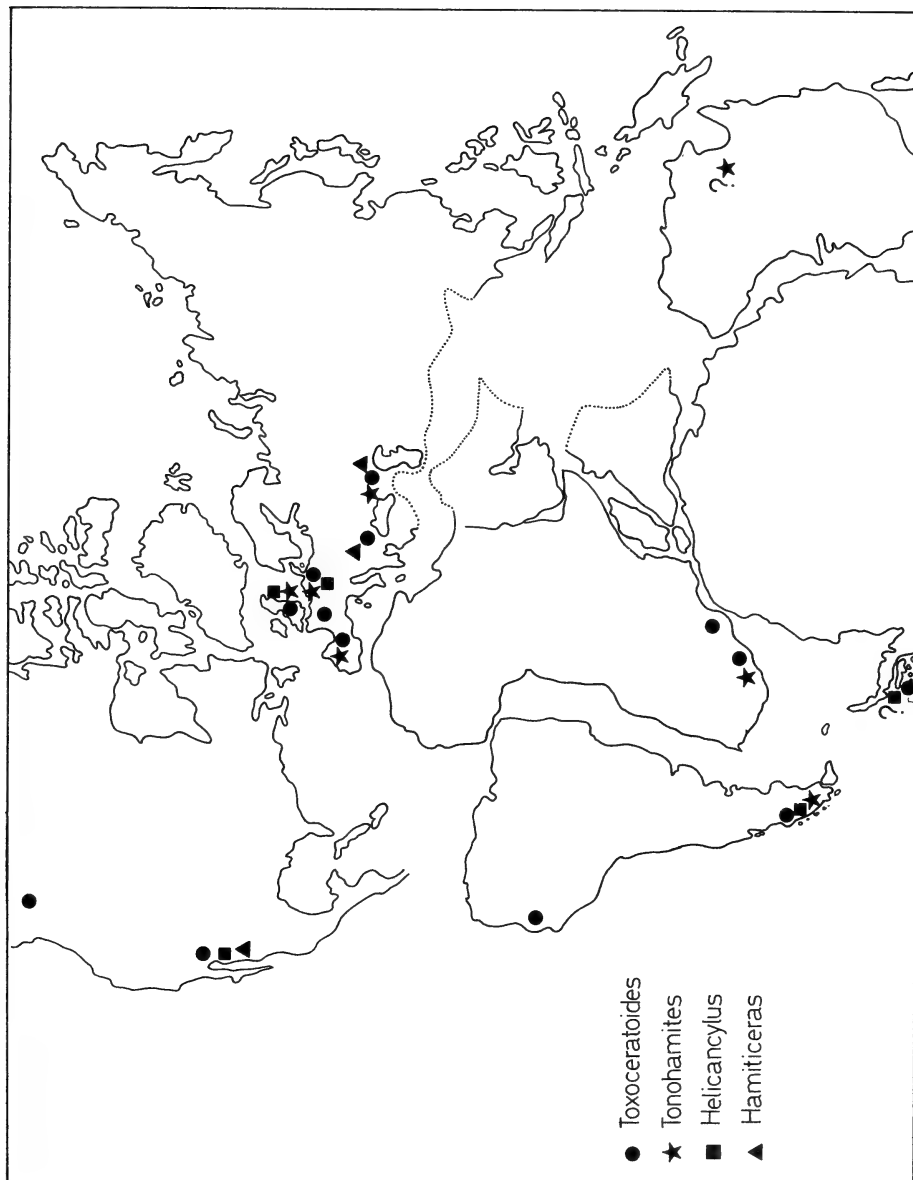 Toxoceratoides
Tonohamites
Helicancylus
Hamiticeras
?
?